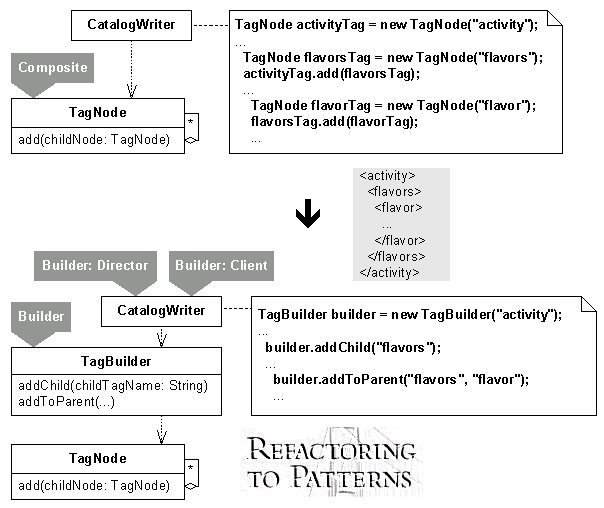 CatalogWriter
TagNode activityTag = new TagNode("activity");
...
TagNode flavorsTag = new TagNode("flavors");
activityTag.add(flavorsTag);
...
TagNode flavorTag = new TagNode("flavor");
flavorsTag.add(flavorTag);
...
Composite
TagNode
*
add(childNode: TagNode)
<activity>
<flavors>
<flavor>
...
</flavor>
</flavors>
</activity>
Builder: Director
Builder: Client
CatalogWriter
Builder
TagBuilder builder = new TagBuilder("activity");
...
builder.addChild("flavors");
...
builder.addToParent("flavors", "flavor");
...
TagBuilder
addChild(childTagName: String)
addToParent(...)
TagNode
*
add(childNode: TagNode)
REFACTORING
TO PATTERNS